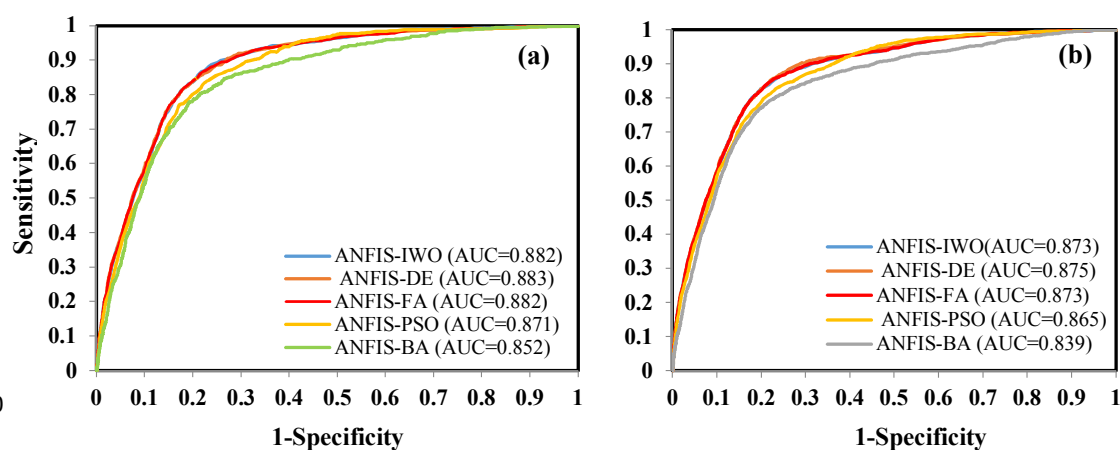 (a)
Sensitivity
1
0.9
0.8
0.7
0.6
0.5
0.4
0.3
0.2
0.1
0
ANFIS-IWO (AUC=0.882)
ANFIS-DE (AUC=0.883)
ANFIS-FA (AUC=0.882)
ANFIS-PSO (AUC=0.871)
ANFIS-BA (AUC=0.852)
0 0.1 0.2 0.3 0.4 0.5 0.6 0.7 0.8 0.9 1
1-Specificity
0
(b)
1
0.9
0.8
0.7
0.6
0.5
0.4
0.3
0.2
0.1
0
ANFIS-IWO(AUC=0.873)
ANFIS-DE (AUC=0.875)
ANFIS-FA (AUC=0.873)
ANFIS-PSO (AUC=0.865)
ANFIS-BA (AUC=0.839)
0 0.1 0.2 0.3 0.4 0.5 0.6 0.7 0.8 0.9 1
1-Specificity